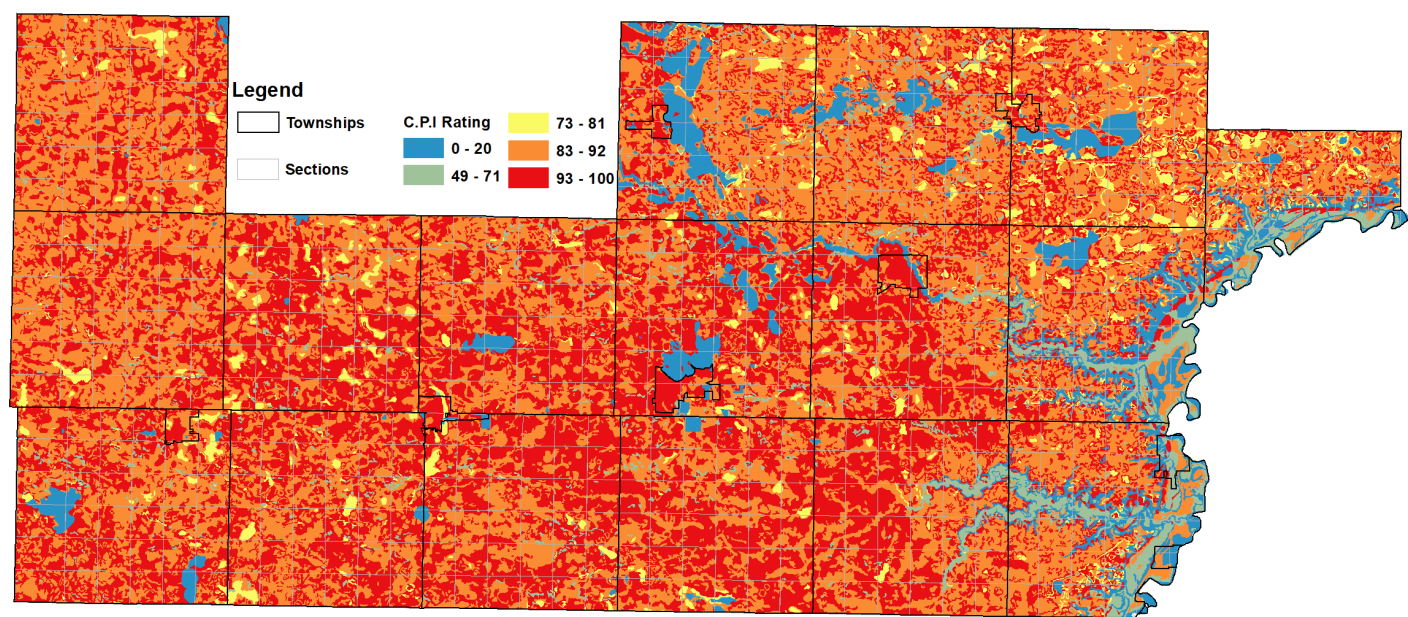 Legend
Townships
Sections
C.P.I Rating
0 - 20
49 - 71
73 - 81
83 - 92
93 - 100